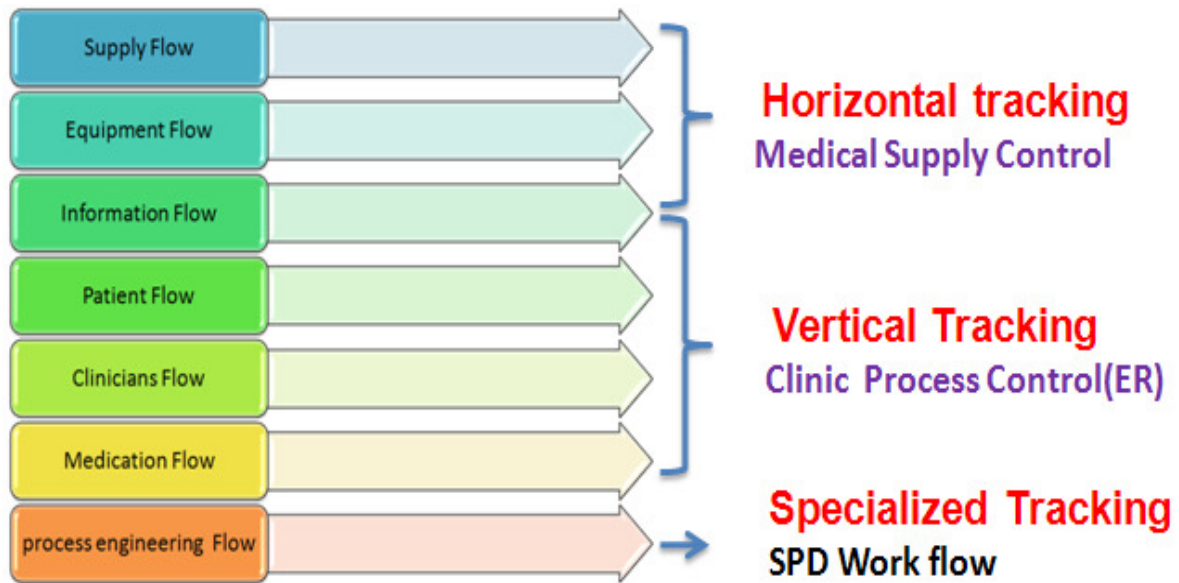 Supply Flow
Equipment Flow
Information Flow
Patient Flow
Clinicians Flow
Medication Flow
process engineering Flow
Horizontal tracking
Medical Supply Control
Vertical Tracking
Clinic Process Control(ER)
Specialized Tracking
SPD Work flow